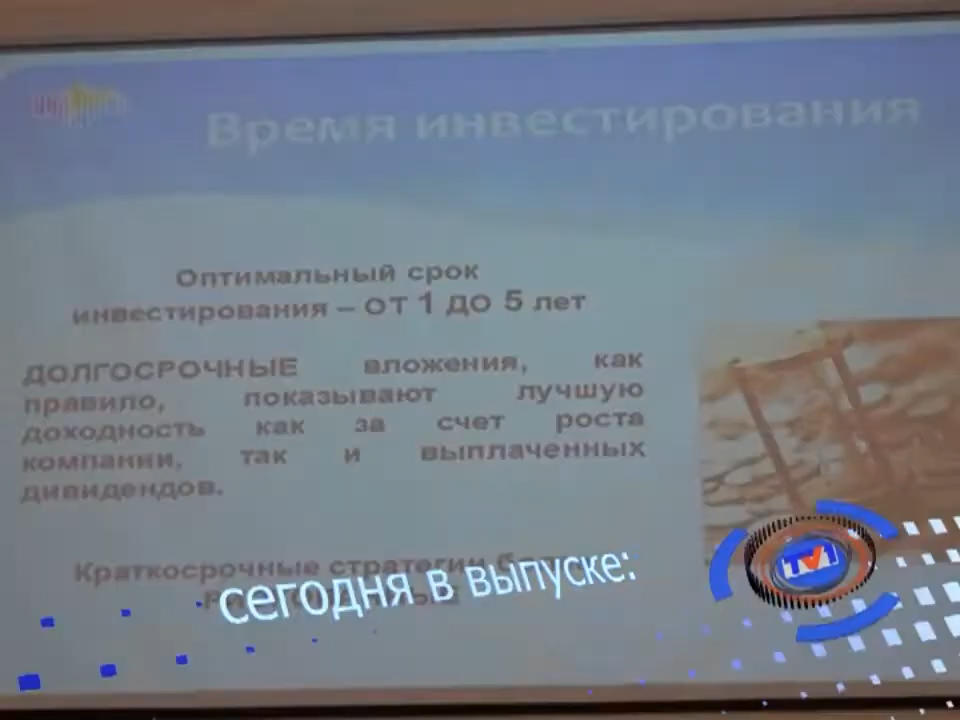 Время инвестирования
Оптимальный срок
инвестирования – ОТ 1 ДО 5 лет
ДОЛГОСРОЧНЫЕ вложения, как
правило, показывают лучшую
доходность как за счет роста
компании, так и выплаченных
дивидендов.
Краткосрочные стратегии
сегодня в выпуске:
TV1